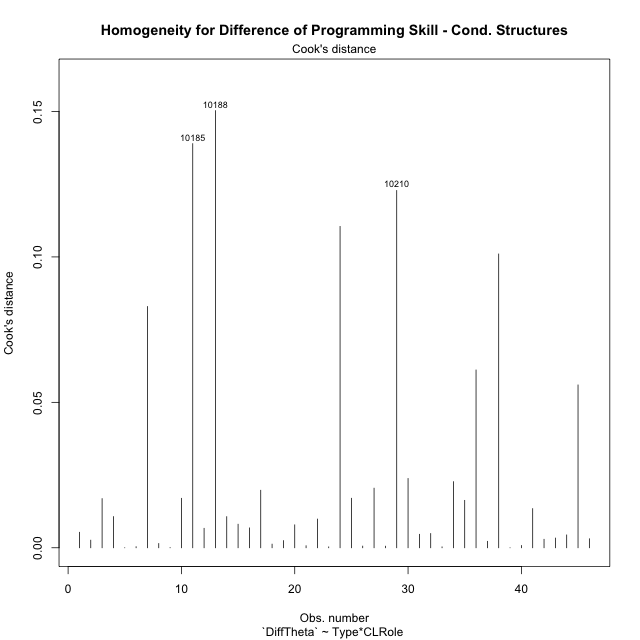 Homogeneity for Difference of Programming Skill - Cond. Structures
Cook's distance
10188
10185
10210
0.15
0.10
0.05
0.00
Cook's distance
0 10 20 30 40
Obs. number
`DiffTheta` ~ Type*CLRole